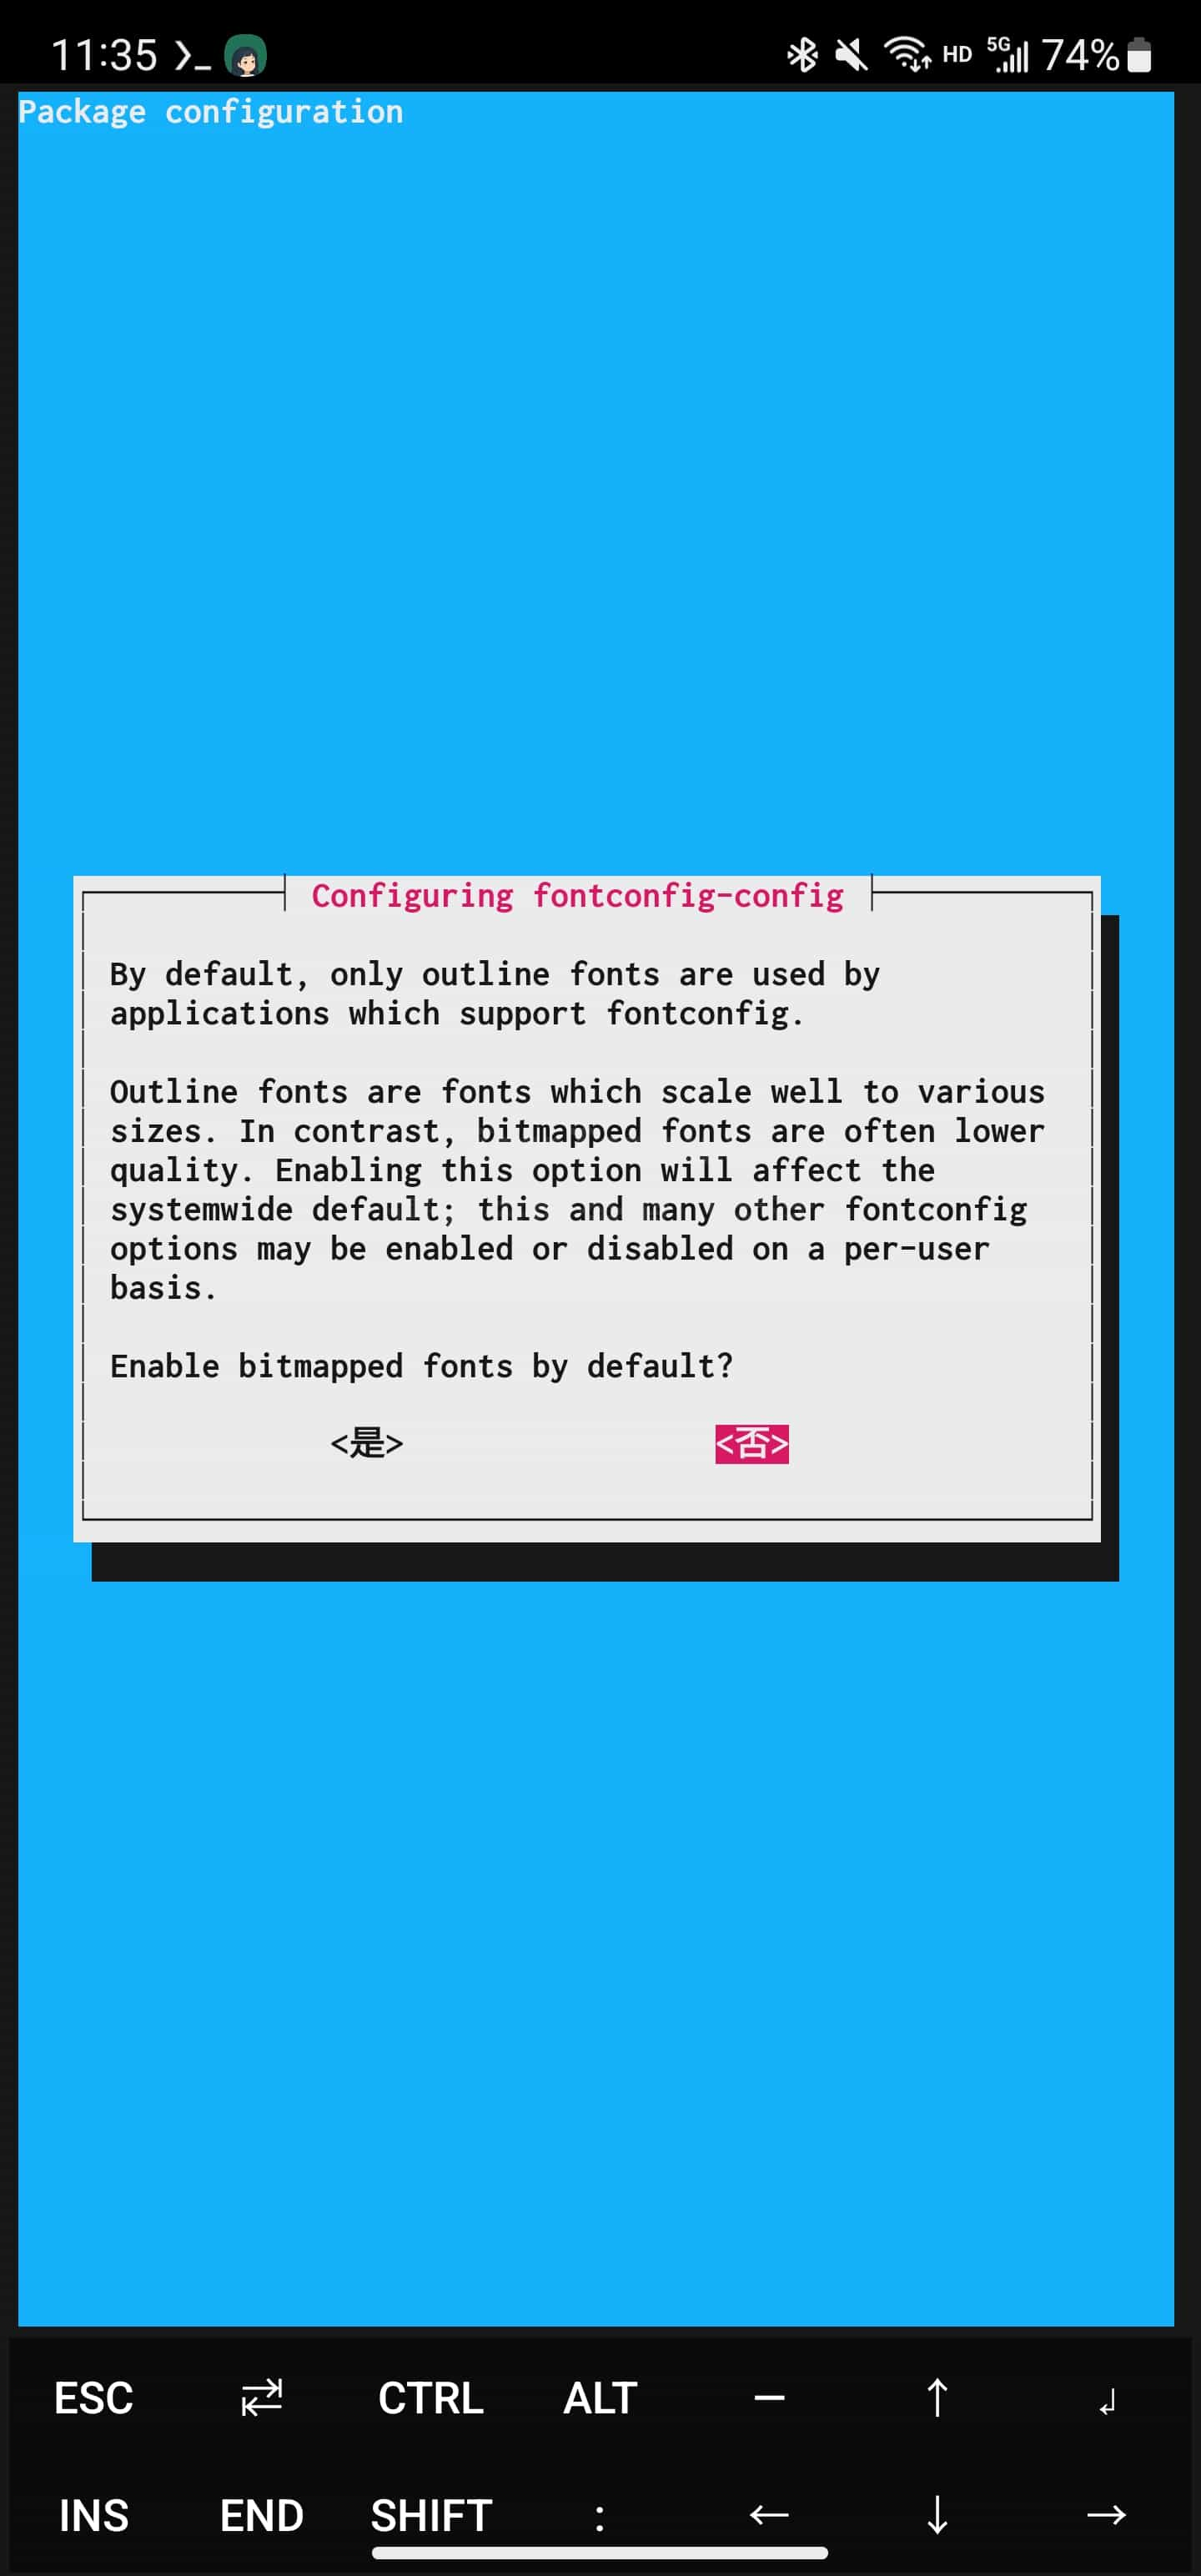 11:35
HD 5G 74%
Package configuration
Configuring fontconfig-config
By default, only outline fonts are used by
applications which support fontconfig.
Outline fonts are fonts which scale well to various
sizes. In contrast, bitmapped fonts are often lower
quality. Enabling this option will affect the
systemwide default; this and many other fontconfig
options may be enabled or disabled on a per-user
basis.
Enable bitmapped fonts by default?
<是> <否>
ESC ⇄ CTRL ALT — ↑ ↲
INS END SHIFT : ← ↓ →